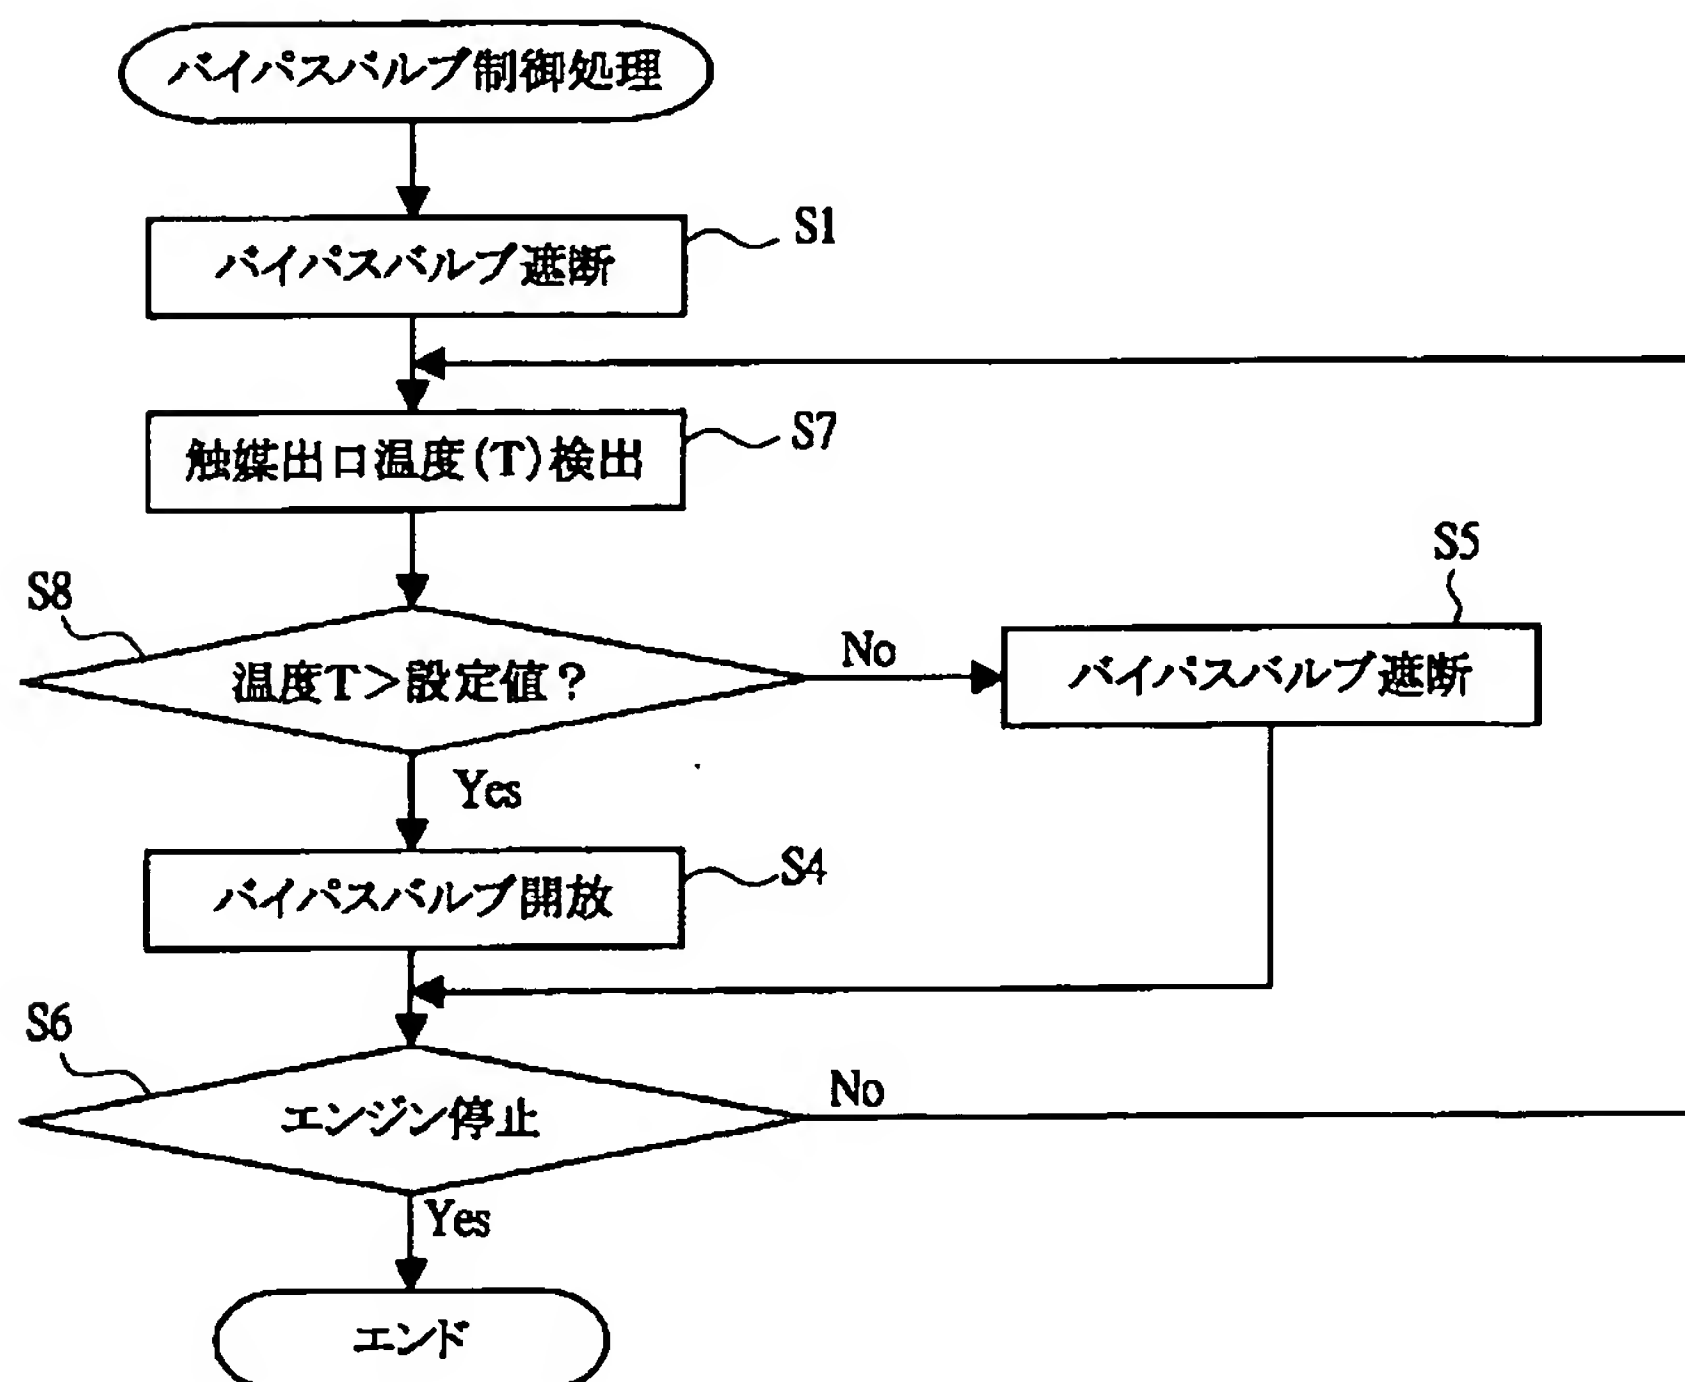 バイパスバルブ制御処理
バイパスバルブ遮断
S1
触媒出口温度(T)検出
S7
S8
温度T>設定値?
No
S5
バイパスバルブ遮断
Yes
バイパスバルブ開放
S4
S6
エンジン停止
No
Yes
エンド